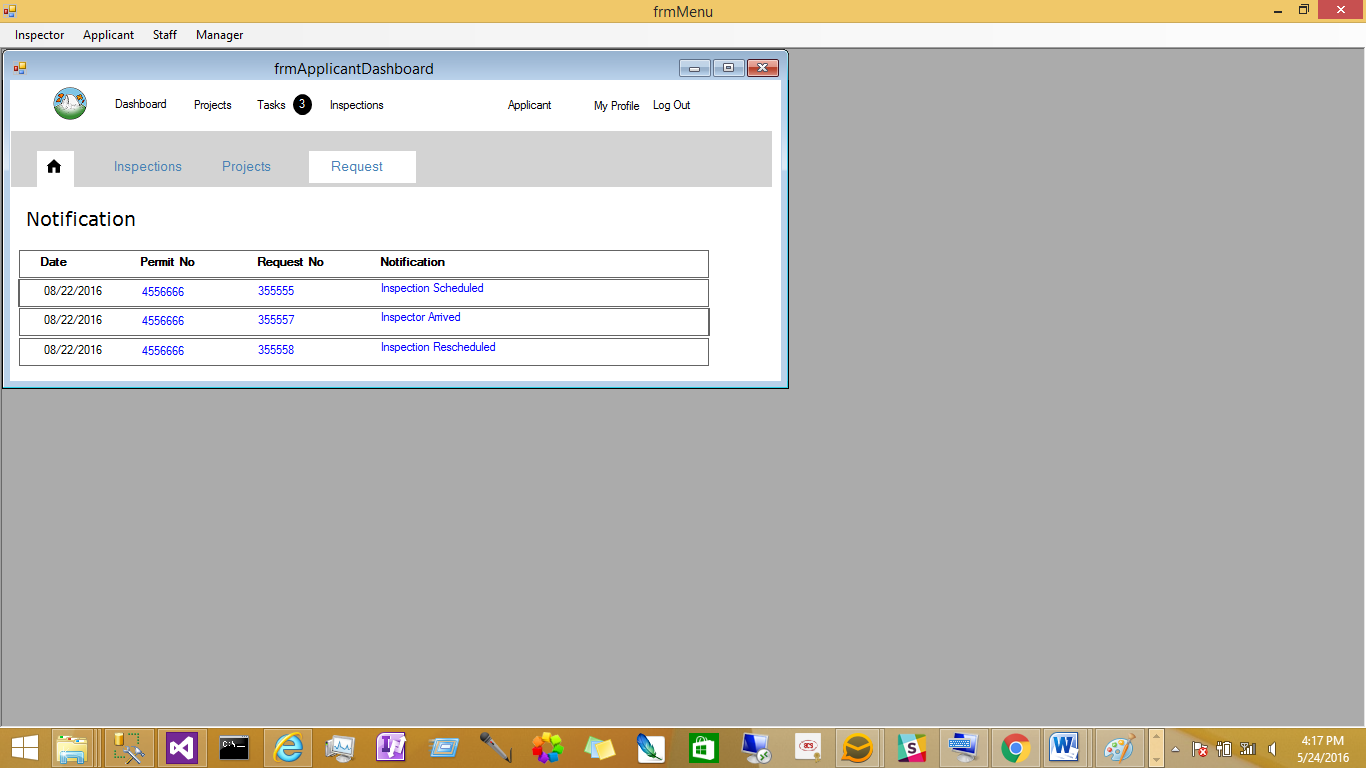 frmMenu
Inspector Applicant Staff Manager
frmApplicantDashboard
Dashboard Projects Tasks 3 Inspections Applicant My Profile Log Out
Inspections Projects Request
Notification
Date Permit No Request No Notification
08/22/2016 4556666 355555 Inspection Scheduled
08/22/2016 4556666 355557 Inspector Arrived
08/22/2016 4556666 355558 Inspection Rescheduled
4:17 PM
5/24/2016